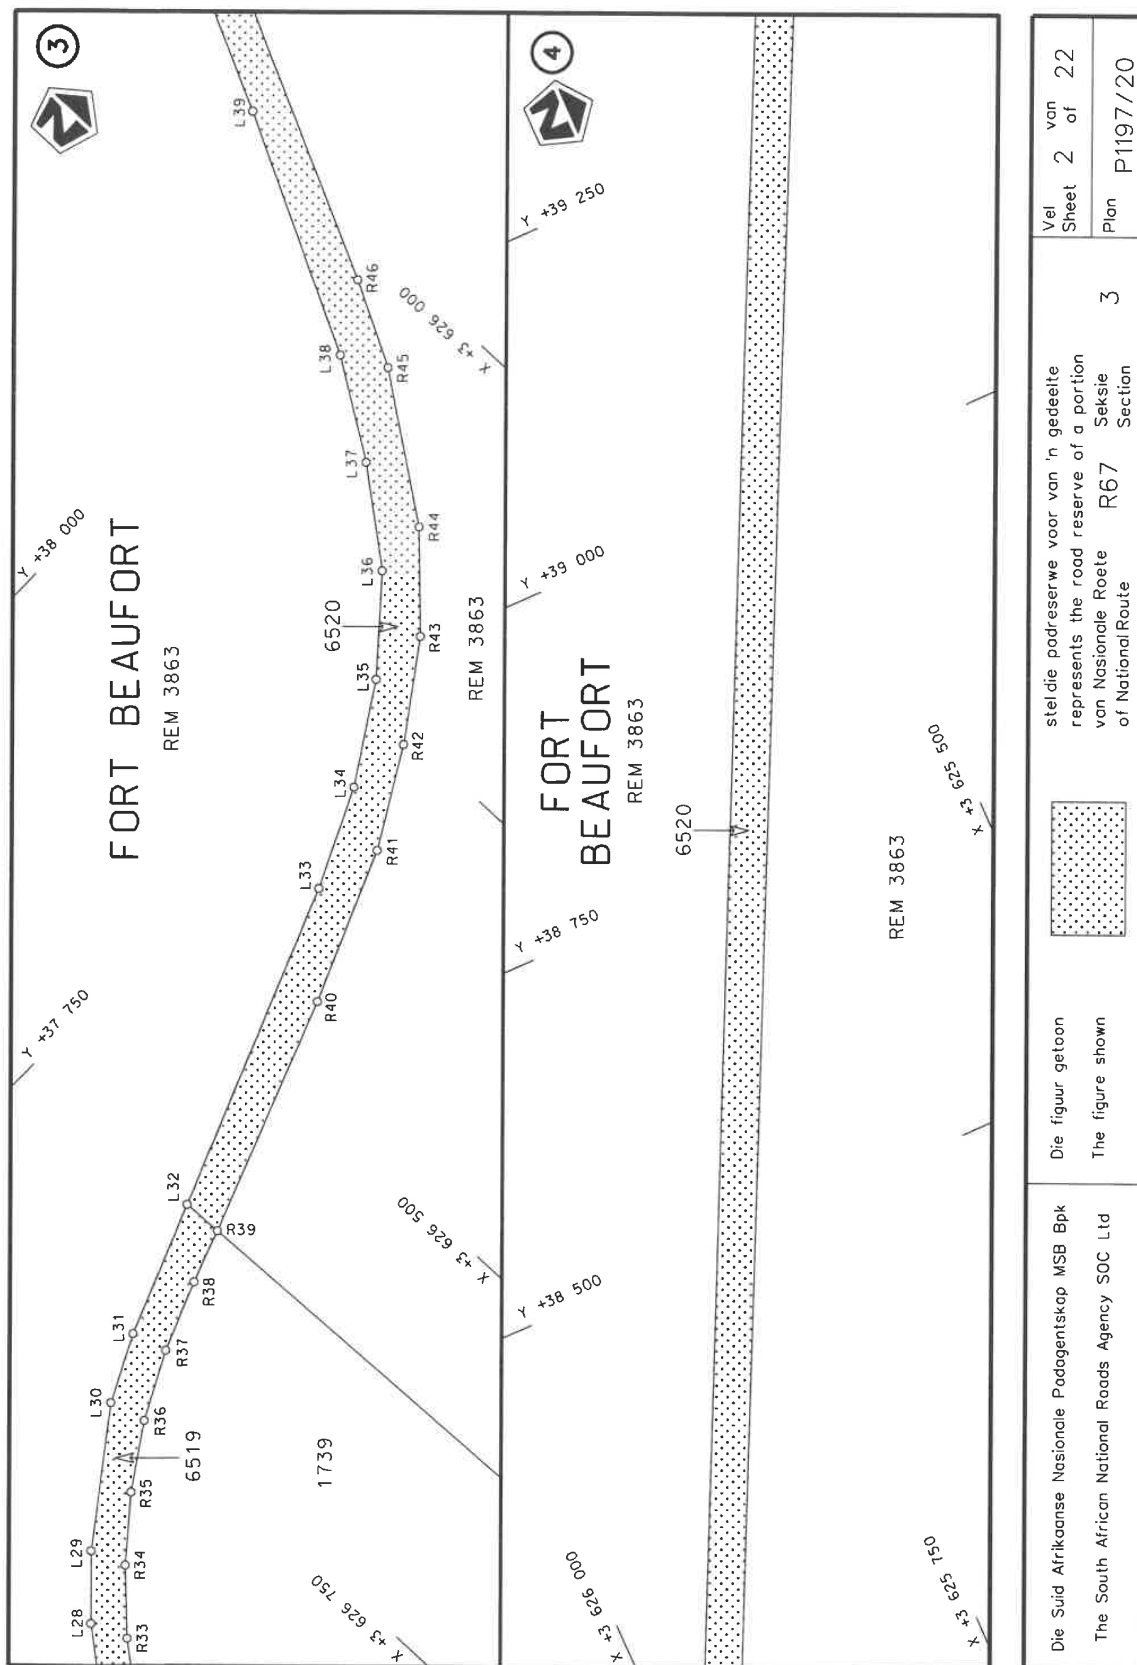 3
N
L28
L29
L30
L31
L32
L33
L34
L35
L36
L37
L38
L39
R33
R34
R35
R36
R37
R38
R39
R40
R41
R42
R43
R44
R45
R46
Y +37 750
Y +38 000
X +3 626 750
X +3 626 500
X +3 626 000
FORT BEAUFORT
REM 3863
6519
1739
6520
REM 3863
4
N
FORT
BEAUFORT
REM 3863
6520
REM 3863
Y +38 500
Y +38 750
Y +39 000
Y +39 250
X +3 626 000
X +3 625 750
X +3 625 500
Die Suid Afrikaanse Nasionale Padagentskap MSB Bpk
The South African National Roads Agency SOC Ltd
Die figuur getoon
The figure shown
stel die padreserwe voor van 'n gedeelte
represents the road reserve of a portion
van Nasionale Roete R67 Seksie 3
of National Route Section
Vel 2 van 22
Sheet of
Plan P1197/20